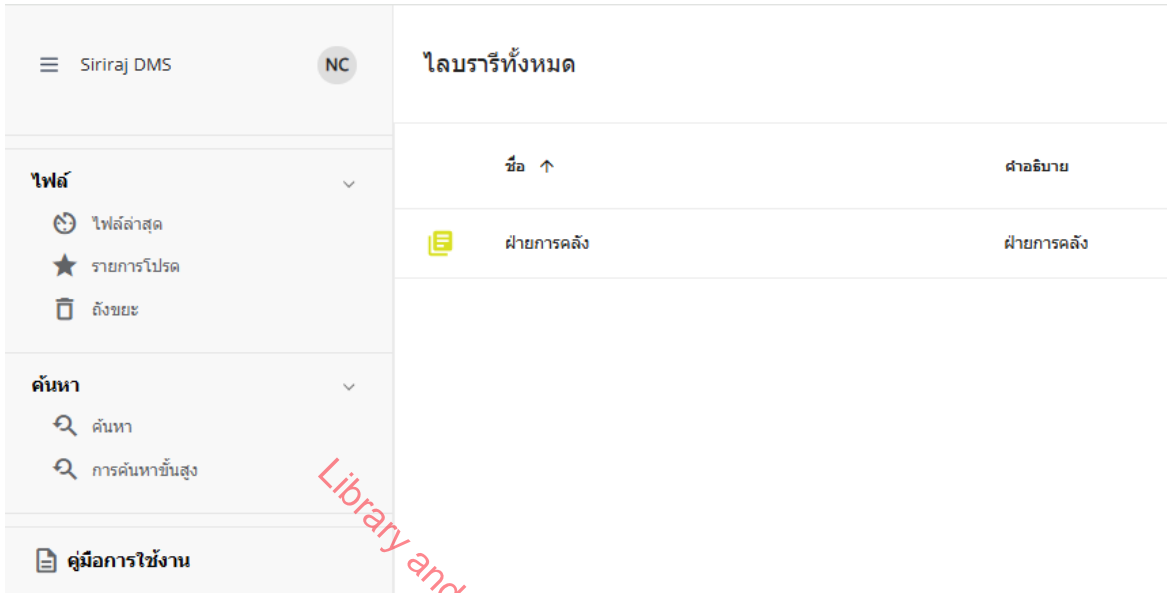 Siriraj DMS
NC
ไฟล์
ไฟล์ล่าสุด
รายการโปรด
ถังขยะ
ค้นหา
ค้นหา
การค้นหาขั้นสูง
คู่มือการใช้งาน
ไลบรารีทั้งหมด
ชื่อ ↑
คำอธิบาย
ฝ่ายการคลัง
ฝ่ายการคลัง
Library and